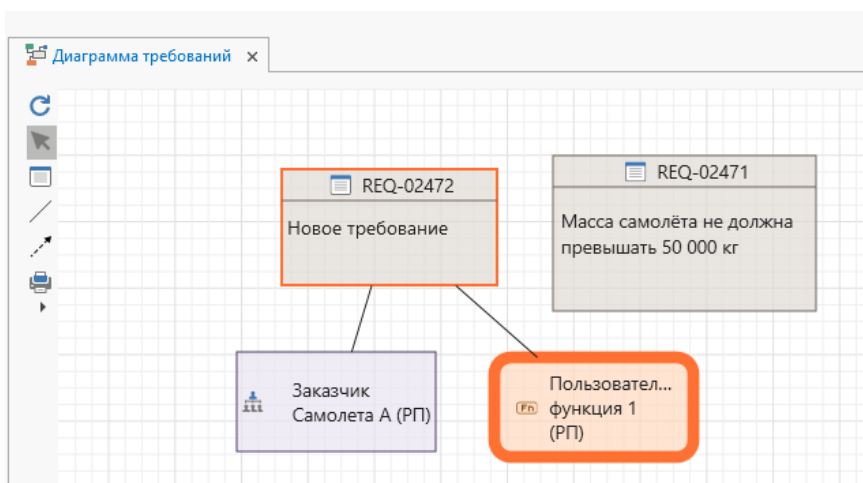 Диаграмма требований
REQ-02472
Новое требование
REQ-02471
Масса самолёта не должна
превышать 50 000 кг
Заказчик
Самолета А (РП)
Fn
Пользовател...
функция 1
(РП)